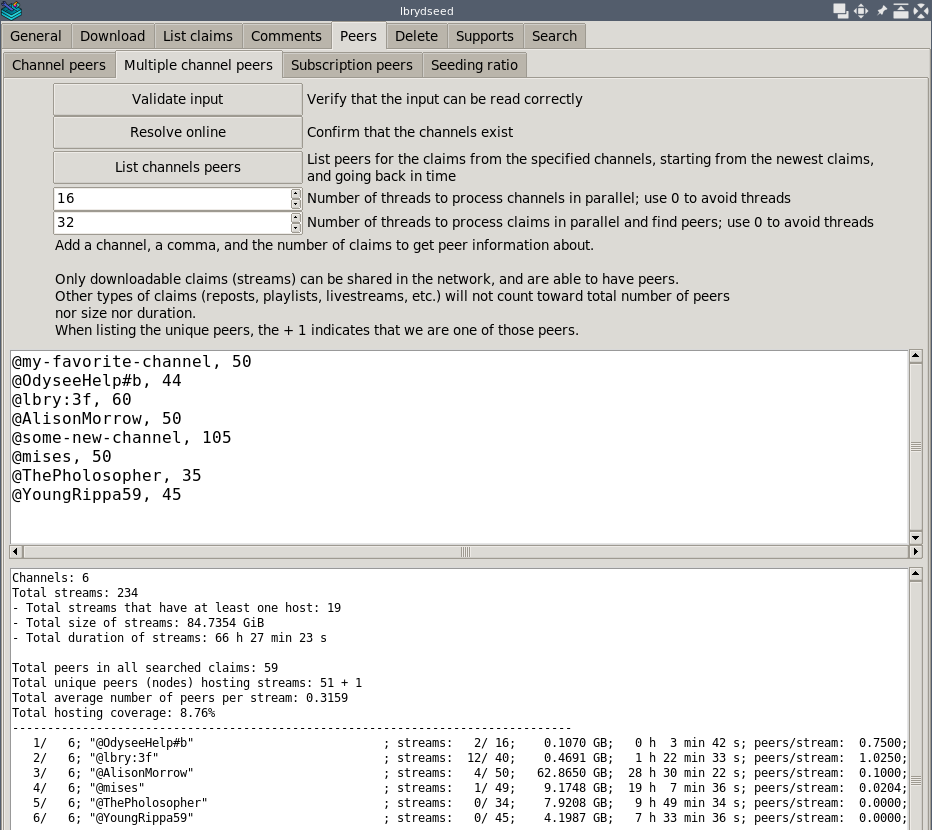 lbrydseed
General Download List claims Comments Peers Delete Supports Search
Channel peers Multiple channel peers Subscription peers Seeding ratio
Validate input Verify that the input can be read correctly
Resolve online Confirm that the channels exist
List channels peers List peers for the claims from the specified channels, starting from the newest claims,
and going back in time
16 Number of threads to process channels in parallel; use 0 to avoid threads
32 Number of threads to process claims in parallel and find peers; use 0 to avoid threads
Add a channel, a comma, and the number of claims to get peer information about.
Only downloadable claims (streams) can be shared in the network, and are able to have peers.
Other types of claims (reposts, playlists, livestreams, etc.) will not count toward total number of peers
nor size nor duration.
When listing the unique peers, the + 1 indicates that we are one of those peers.
@my-favorite-channel, 50
@OdyseeHelp#b, 44
@lbry:3f, 60
@AlisonMorrow, 50
@some-new-channel, 105
@mises, 50
@ThePholosopher, 35
@YoungRippa59, 45
Channels: 6
Total streams: 234
- Total streams that have at least one host: 19
- Total size of streams: 84.7354 GiB
- Total duration of streams: 66 h 27 min 23 s
Total peers in all searched claims: 59
Total unique peers (nodes) hosting streams: 51 + 1
Total average number of peers per stream: 0.3159
Total hosting coverage: 8.76%
--------------------------------------------------------------------------------
1/ 6; "@OdyseeHelp#b" ; streams: 2/ 16; 0.1070 GB; 0 h 3 min 42 s; peers/stream: 0.7500;
2/ 6; "@lbry:3f" ; streams: 12/ 40; 0.4691 GB; 1 h 22 min 33 s; peers/stream: 1.0250;
3/ 6; "@AlisonMorrow" ; streams: 4/ 50; 62.8650 GB; 28 h 30 min 22 s; peers/stream: 0.1000;
4/ 6; "@mises" ; streams: 1/ 49; 9.1748 GB; 19 h 7 min 36 s; peers/stream: 0.0204;
5/ 6; "@ThePholosopher" ; streams: 0/ 34; 7.9208 GB; 9 h 49 min 34 s; peers/stream: 0.0000;
6/ 6; "@YoungRippa59" ; streams: 0/ 45; 4.1987 GB; 7 h 33 min 36 s; peers/stream: 0.0000;